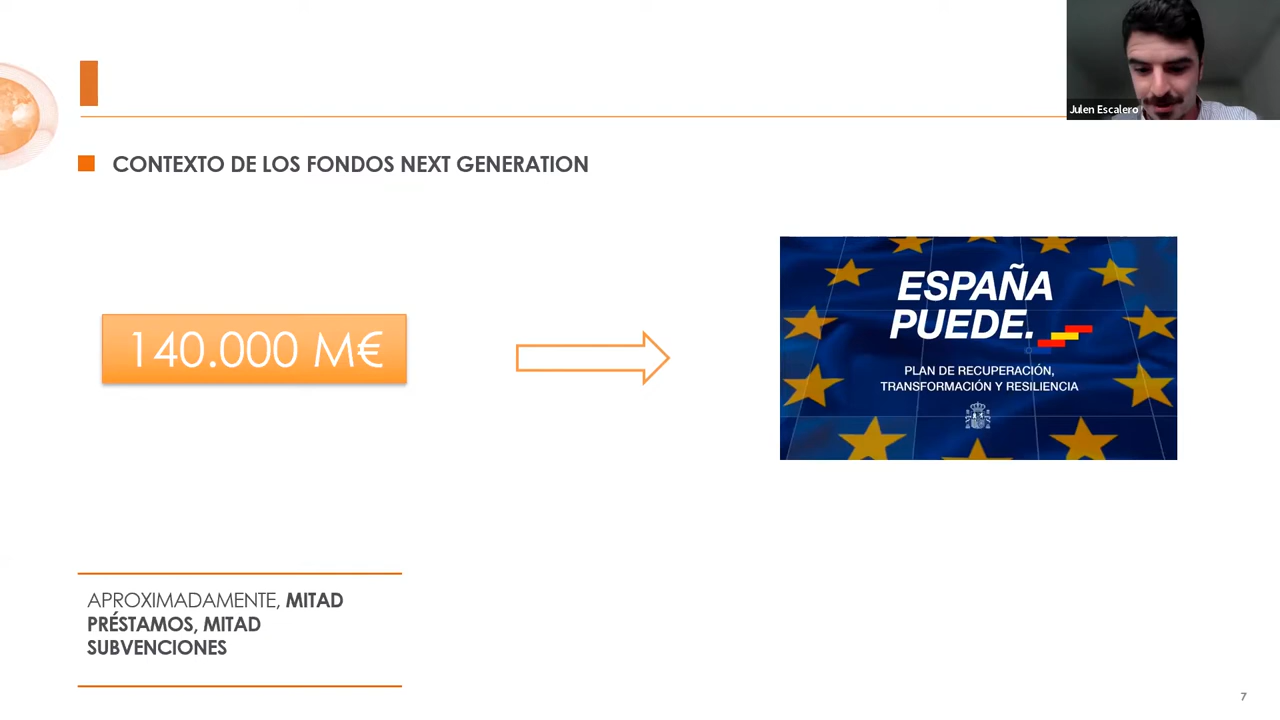 Julen Escalero
CONTEXTO DE LOS FONDOS NEXT GENERATION
140.000 M€
ESPAÑA
PUEDE.
PLAN DE RECUPERACIÓN,
TRANSFORMACIÓN Y RESILIENCIA
APROXIMADAMENTE, MITAD
PRÉSTAMOS, MITAD
SUBVENCIONES
7